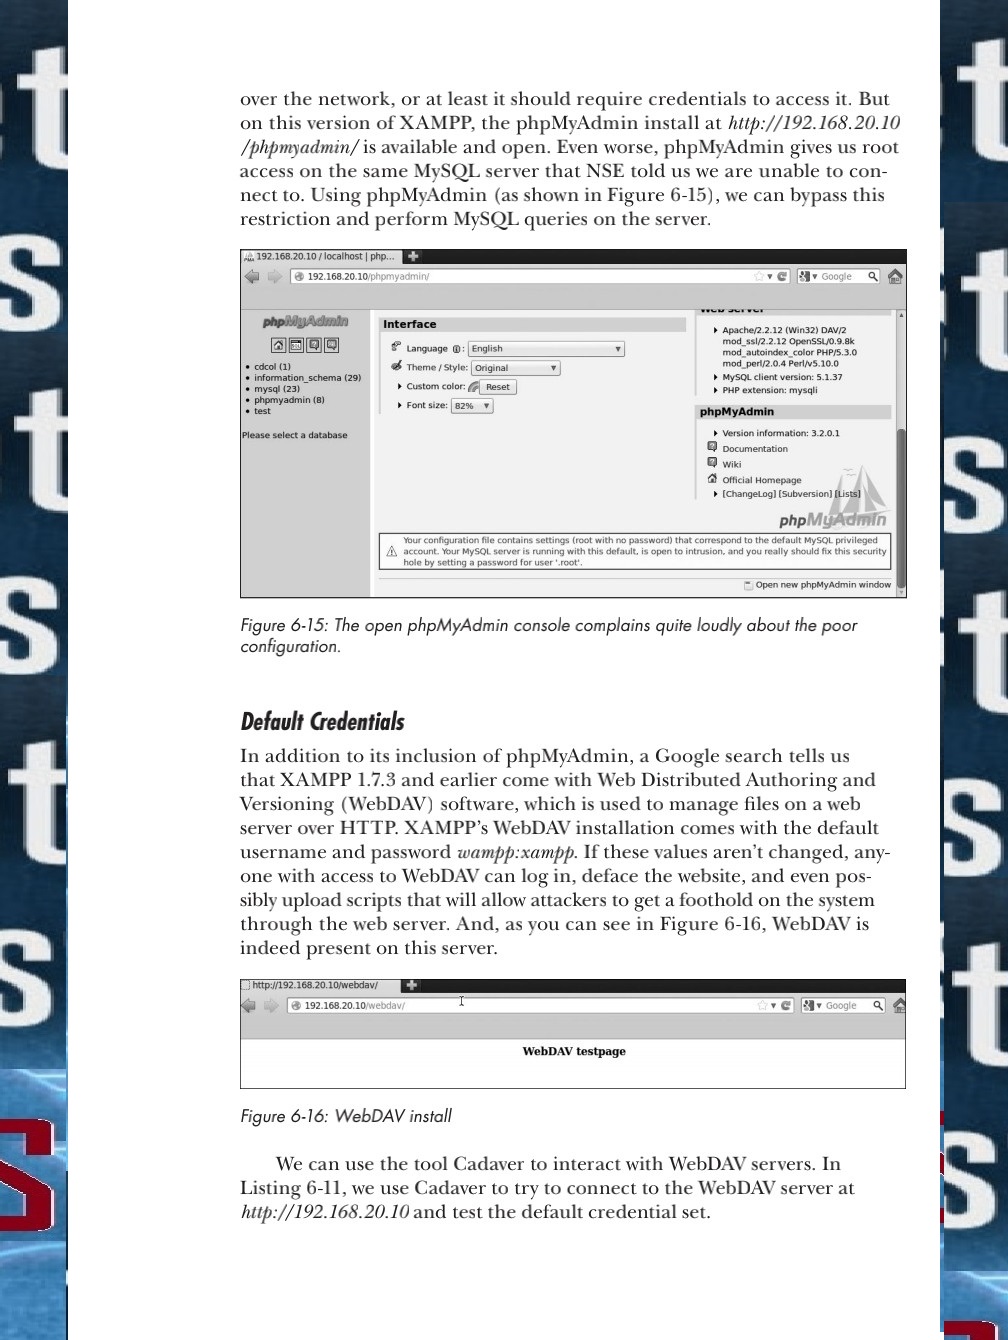 over the network, or at least it should require credentials to access it. But
on this version of XAMPP, the phpMyAdmin install at http://192.168.20.10
/phpmyadmin/ is available and open. Even worse, phpMyAdmin gives us root
access on the same MySQL server that NSE told us we are unable to con-
nect to. Using phpMyAdmin (as shown in Figure 6-15), we can bypass this
restriction and perform MySQL queries on the server.
192.168.20.10 / localhost | php...
192.168.20.10/phpmyadmin/
Google
phpMyAdmin
cdcol (1)
information_schema (29)
mysql (23)
phpmyadmin (8)
test
Please select a database
Interface
Language : English
Theme / Style: Original
Custom color: Reset
Font size: 82%
Web server
Apache/2.2.12 (Win32) DAV/2
mod_ssl/2.2.12 OpenSSL/0.9.8k
mod_autoindex_color PHP/5.3.0
mod_perl/2.0.4 Perl/v5.10.0
MySQL client version: 5.1.37
PHP extension: mysqli
phpMyAdmin
Version information: 3.2.0.1
Documentation
Wiki
Official Homepage
[ChangeLog] [Subversion] [Lists]
phpMyAdmin
Your configuration file contains settings (root with no password) that correspond to the default MySQL privileged
account. Your MySQL server is running with this default, is open to intrusion, and you really should fix this security
hole by setting a password for user '.root'.
Open new phpMyAdmin window
Figure 6-15: The open phpMyAdmin console complains quite loudly about the poor
configuration.
Default Credentials
In addition to its inclusion of phpMyAdmin, a Google search tells us
that XAMPP 1.7.3 and earlier come with Web Distributed Authoring and
Versioning (WebDAV) software, which is used to manage files on a web
server over HTTP. XAMPP's WebDAV installation comes with the default
username and password wampp:xampp. If these values aren't changed, any-
one with access to WebDAV can log in, deface the website, and even pos-
sibly upload scripts that will allow attackers to get a foothold on the system
through the web server. And, as you can see in Figure 6-16, WebDAV is
indeed present on this server.
http://192.168.20.10/webdav/
192.168.20.10/webdav/
Google
WebDAV testpage
Figure 6-16: WebDAV install
We can use the tool Cadaver to interact with WebDAV servers. In
Listing 6-11, we use Cadaver to try to connect to the WebDAV server at
http://192.168.20.10 and test the default credential set.